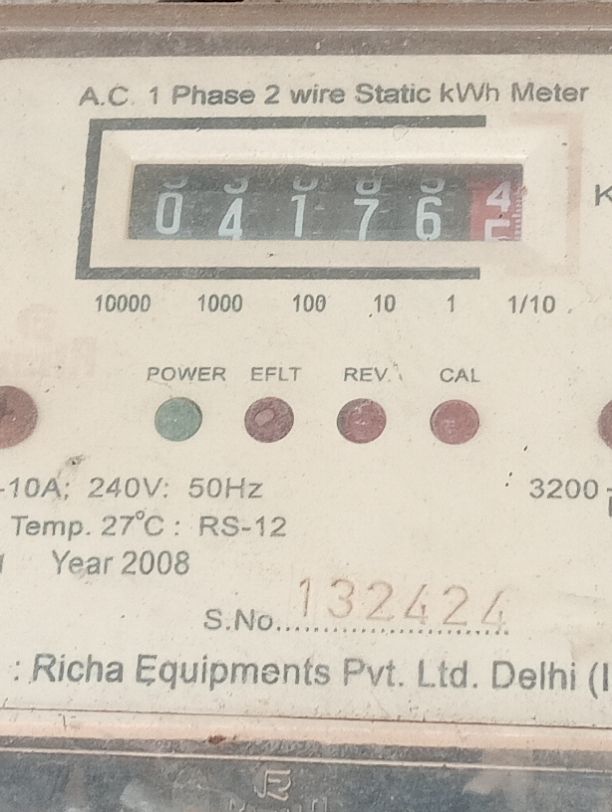 A.C. 1 Phase 2 wire Static kWh Meter
0 4 1 7 6 4
K
10000 1000 100 10 1 1/10
POWER EFLT REV. CAL
-10A; 240V: 50Hz
3200
Temp. 27°C : RS-12
Year 2008
S.No. 132424
: Richa Equipments Pvt. Ltd. Delhi (I